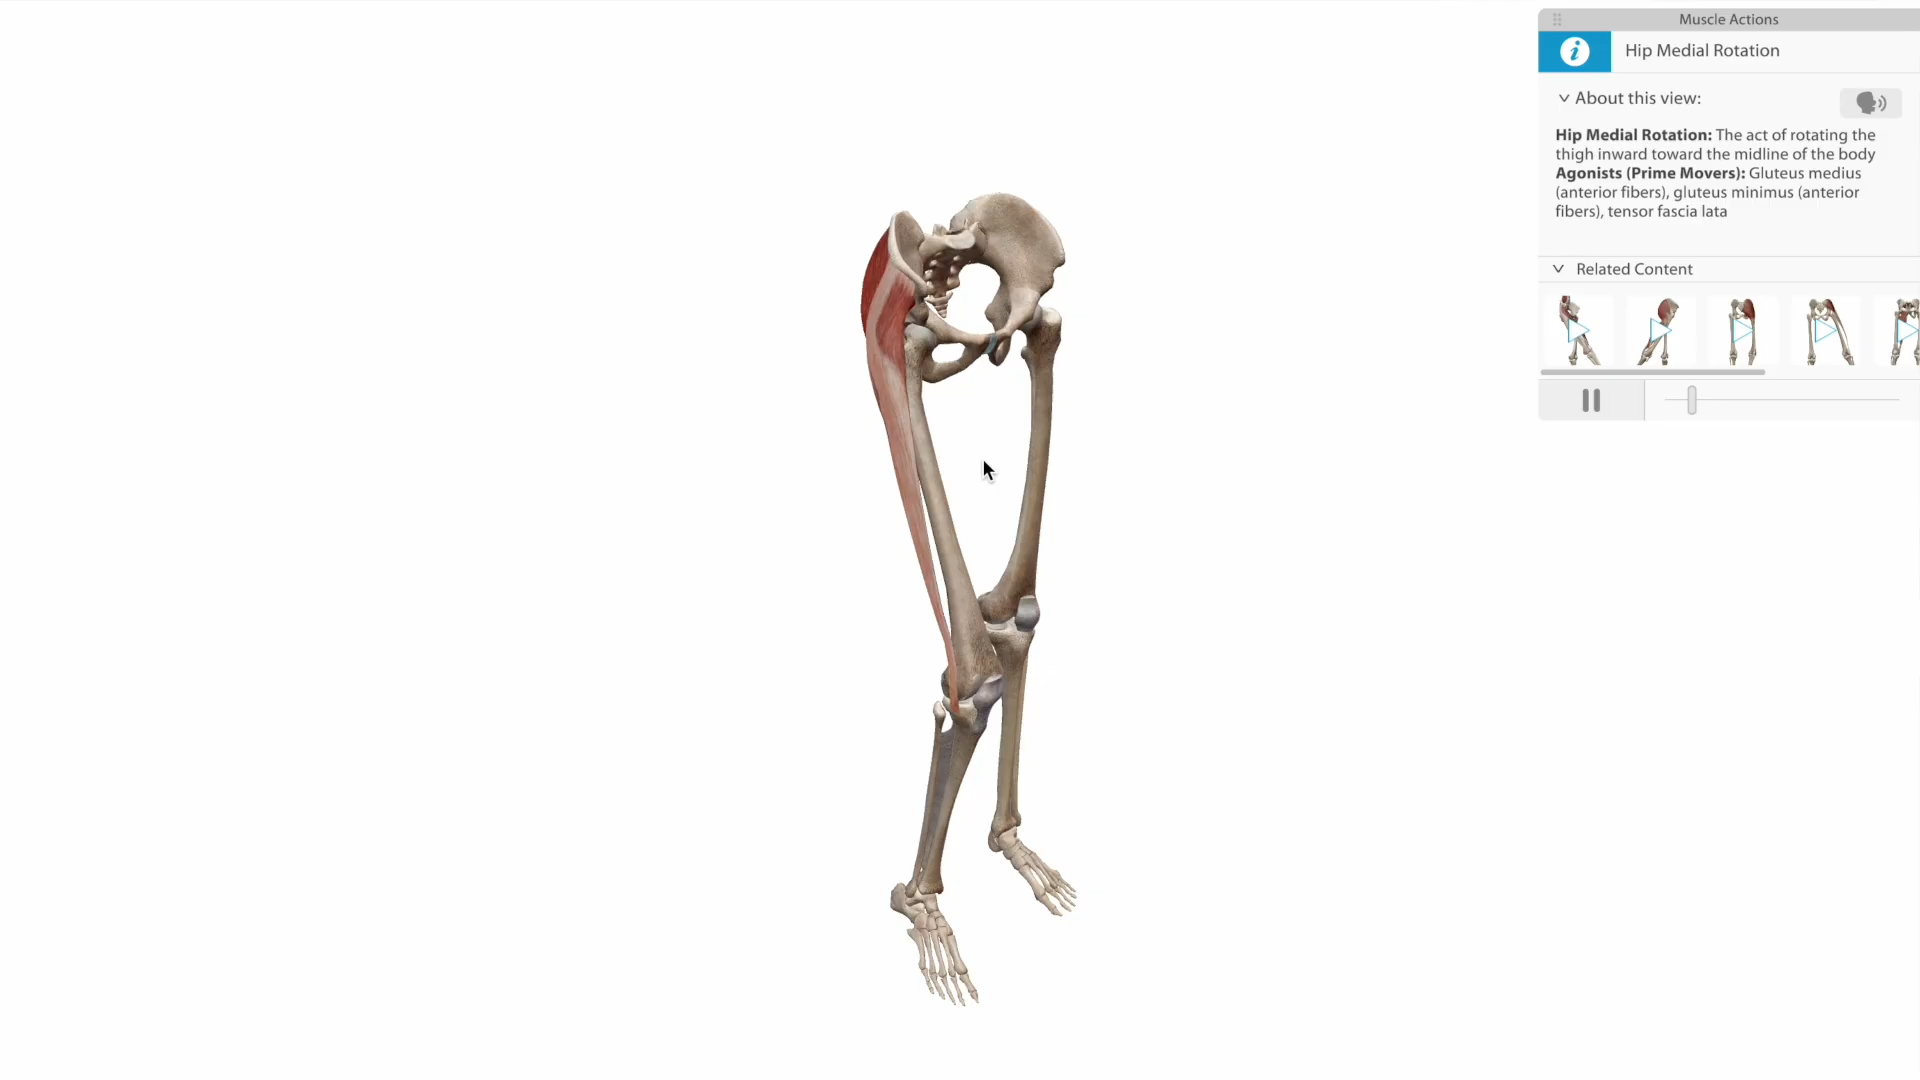 Muscle Actions
Hip Medial Rotation
About this view:
Hip Medial Rotation: The act of rotating the
thigh inward toward the midline of the body
Agonists (Prime Movers): Gluteus medius
(anterior fibers), gluteus minimus (anterior
fibers), tensor fascia lata
Related Content